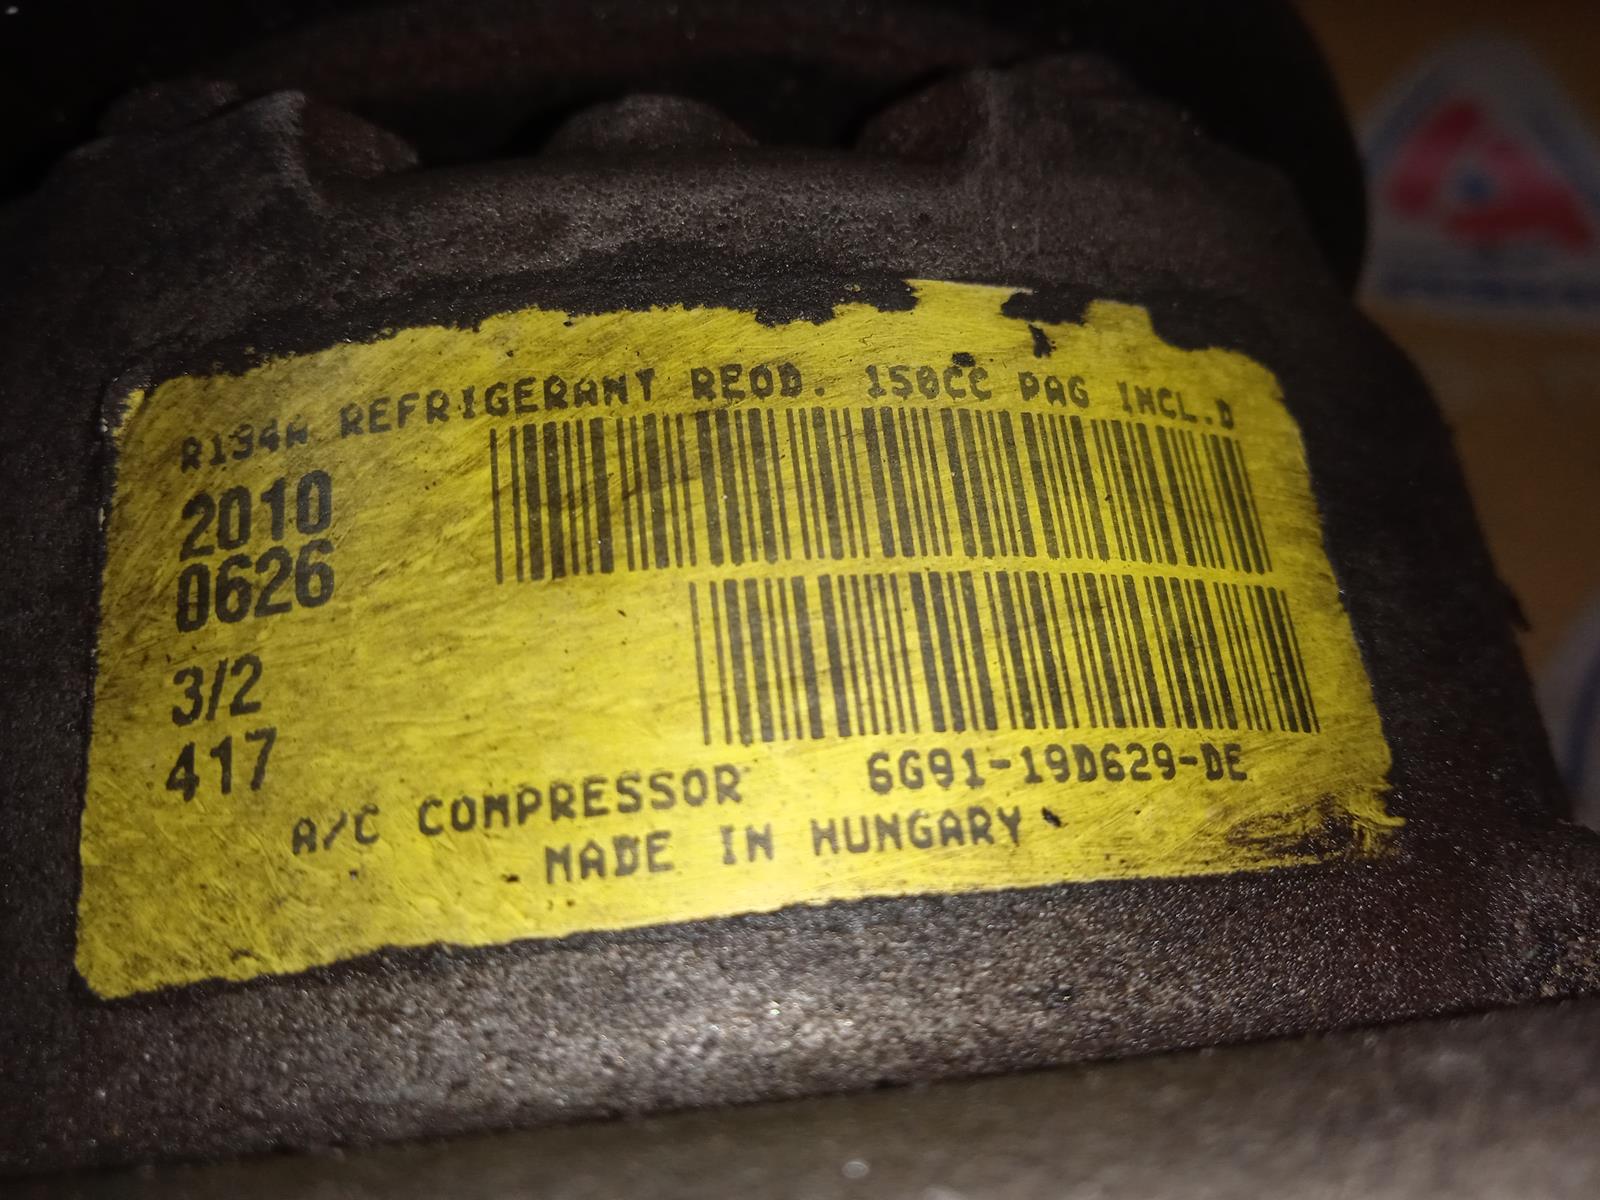 R134A REFRIGERANT REQD. 150CC PAG INCL.D
2010
0626
3/2
417
A/C COMPRESSOR 6G91-19D629-DE
MADE IN HUNGARY